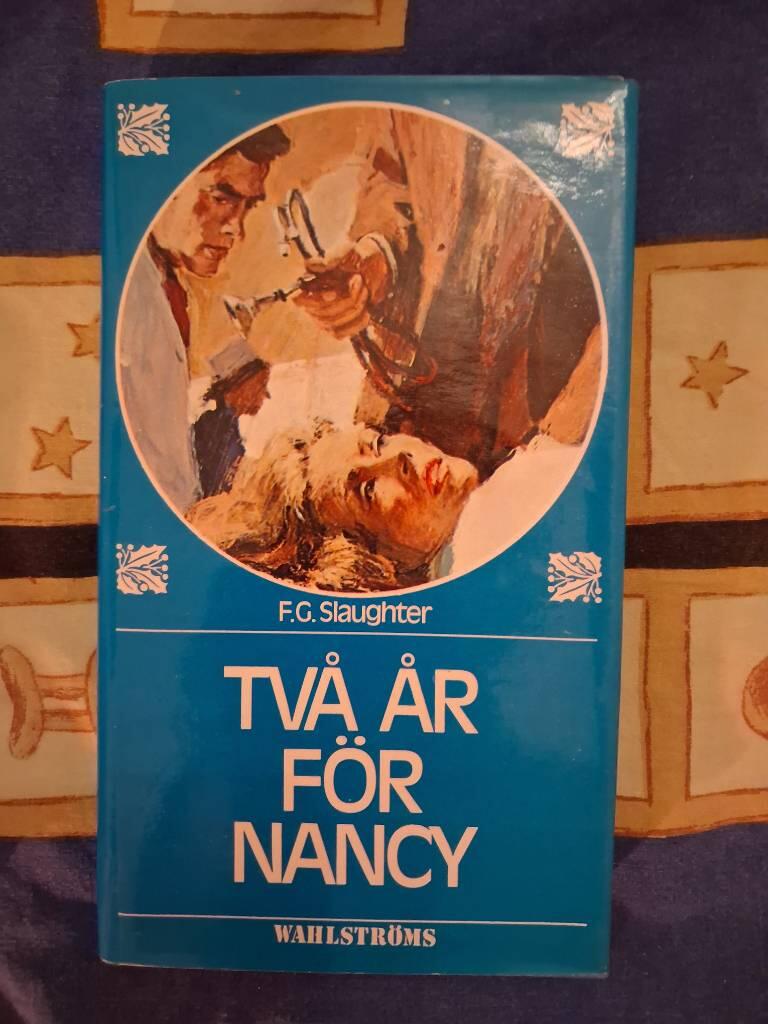 F.G. Slaughter
TVÅ ÅR
FÖR
NANCY
WAHLSTRÖMS